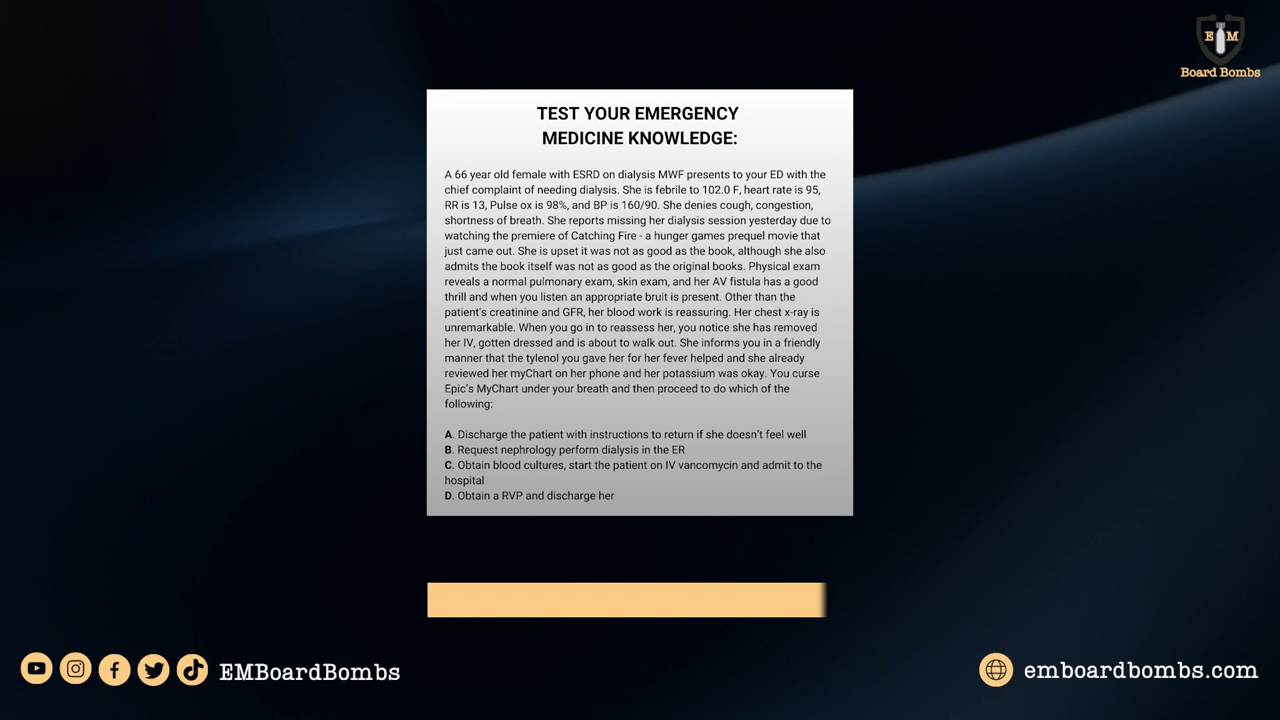 E M
Board Bombs
TEST YOUR EMERGENCY
MEDICINE KNOWLEDGE:
A 66 year old female with ESRD on dialysis MWF presents to your ED with the
chief complaint of needing dialysis. She is febrile to 102.0 F, heart rate is 95,
RR is 13, Pulse ox is 98%, and BP is 160/90. She denies cough, congestion,
shortness of breath. She reports missing her dialysis session yesterday due to
watching the premiere of Catching Fire - a hunger games prequel movie that
just came out. She is upset it was not as good as the book, although she also
admits the book itself was not as good as the original books. Physical exam
reveals a normal pulmonary exam, skin exam, and her AV fistula has a good
thrill and when you listen an appropriate bruit is present. Other than the
patient's creatinine and GFR, her blood work is reassuring. Her chest x-ray is
unremarkable. When you go in to reassess her, you notice she has removed
her IV, gotten dressed and is about to walk out. She informs you in a friendly
manner that the tylenol you gave her for her fever helped and she already
reviewed her myChart on her phone and her potassium was okay. You curse
Epic’s MyChart under your breath and then proceed to do which of the
following:
A. Discharge the patient with instructions to return if she doesn’t feel well
B. Request nephrology perform dialysis in the ER
C. Obtain blood cultures, start the patient on IV vancomycin and admit to the
hospital
D. Obtain a RVP and discharge her
EMBoardBombs
emboardbombs.com